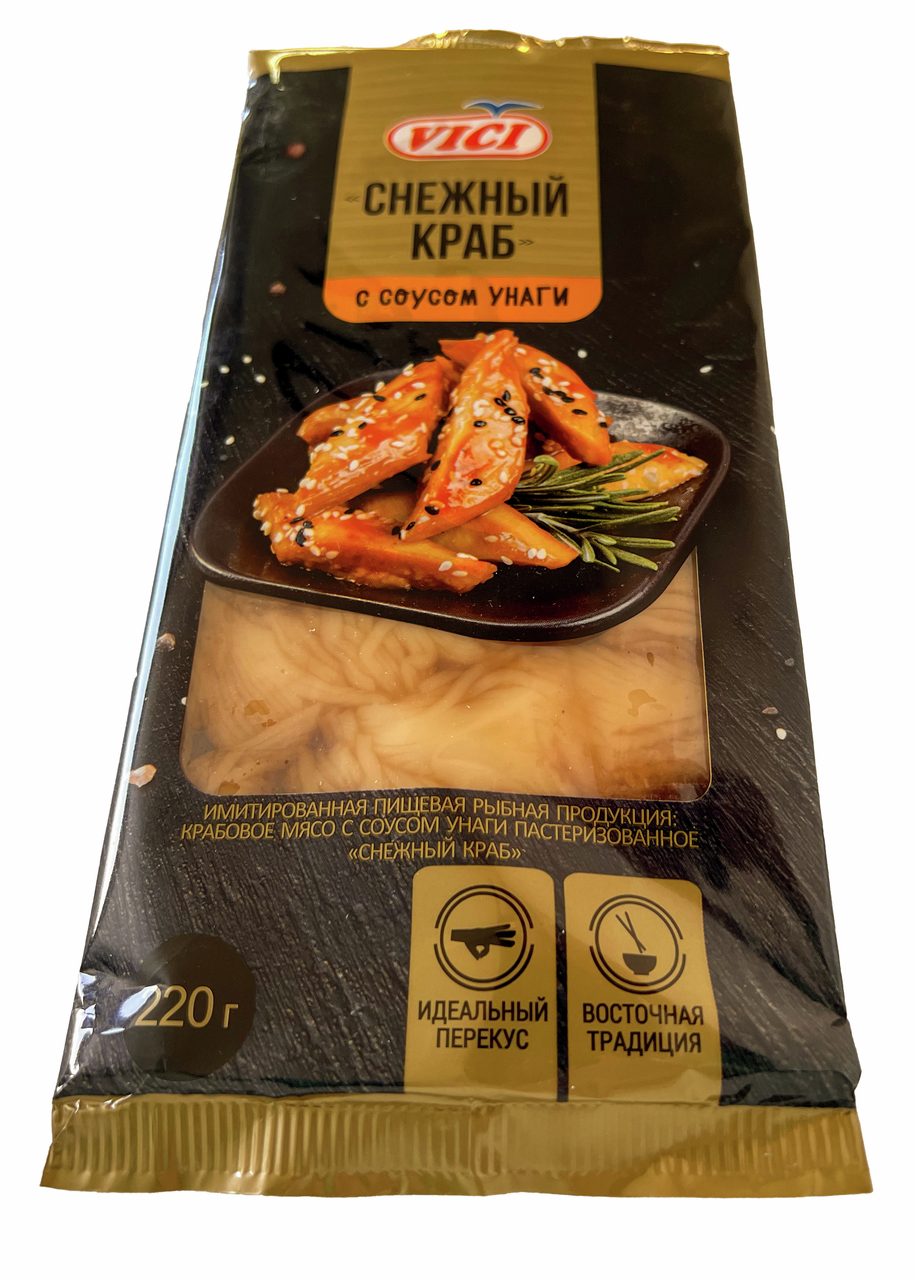 VICI
«СНЕЖНЫЙ
КРАБ»
с соусом УНАГИ
ИМИТИРОВАННАЯ ПИЩЕВАЯ РЫБНАЯ ПРОДУКЦИЯ:
КРАБОВОЕ МЯСО С СОУСОМ УНАГИ ПАСТЕРИЗОВАННОЕ
«СНЕЖНЫЙ КРАБ»
220 г
ИДЕАЛЬНЫЙ
ПЕРЕКУС
ВОСТОЧНАЯ
ТРАДИЦИЯ